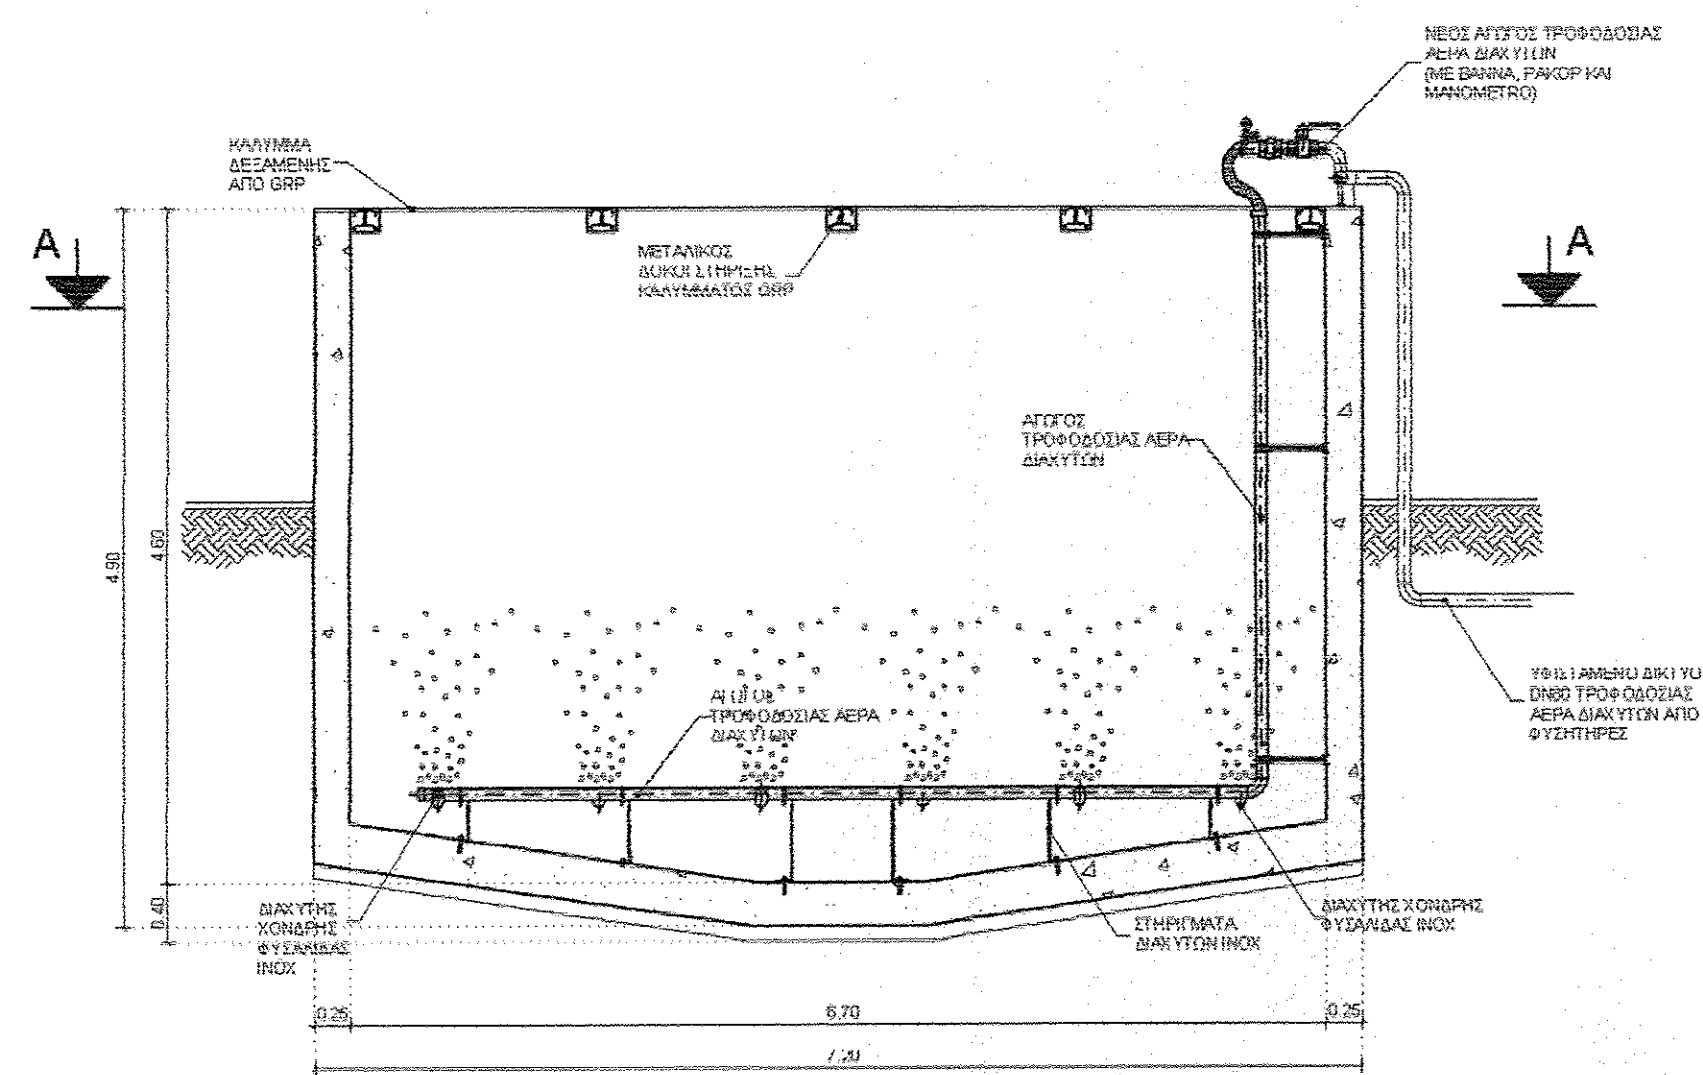 ΝΕΟΣ ΑΓΩΓΟΣ ΤΡΟΦΟΔΟΣΙΑΣ
ΑΕΡΑ ΔΙΑΧΥΤΩΝ
(ΜΕ ΒΑΝΝΑ, ΡΑΚΟΡ ΚΑΙ
ΜΑΝΟΜΕΤRO)
ΚΑΛΥΜΜΑ
ΔΕΞΑΜΕΝΗΣ
ΑΠΟ GRP
A
A
ΜΕΤΑΛΙΚΟΣ
ΔΟΚΟΙ ΣΤΗΡΙΞΗΣ
ΚΑΛΥΜΜΑΤΟΣ GRP
ΑΓΩΓΟΣ
ΤΡΟΦΟΔΟΣΙΑΣ ΑΕΡΑ
ΔΙΑΧΥΤΩΝ
4.90
4.60
ΑΓΩΓΟΣ
ΤΡΟΦΟΔΟΣΙΑΣ ΑΕΡΑ
ΔΙΑΧΥΤΩΝ
ΥΦΙΣΤΑΜΕΝΟ ΔΙΚΤΥΟ
DN80 ΤΡΟΦΟΔΟΣΙΑΣ
ΑΕΡΑ ΔΙΑΧΥΤΩΝ ΑΠΟ
ΦΥΣΗΤΗΡΕΣ
0.40
ΔΙΑΧΥΤΗΣ
ΧΟΝΔΡΗΣ
ΦΥΣΑΛΙΔΑΣ
INOX
ΣΤΗΡΙΓΜΑΤΑ
ΔΙΑΧΥΤΩΝ INOX
ΔΙΑΧΥΤΗΣ ΧΟΝΔΡΗΣ
ΦΥΣΑΛΙΔΑΣ INOX
0.25
6.70
0.25
7.20